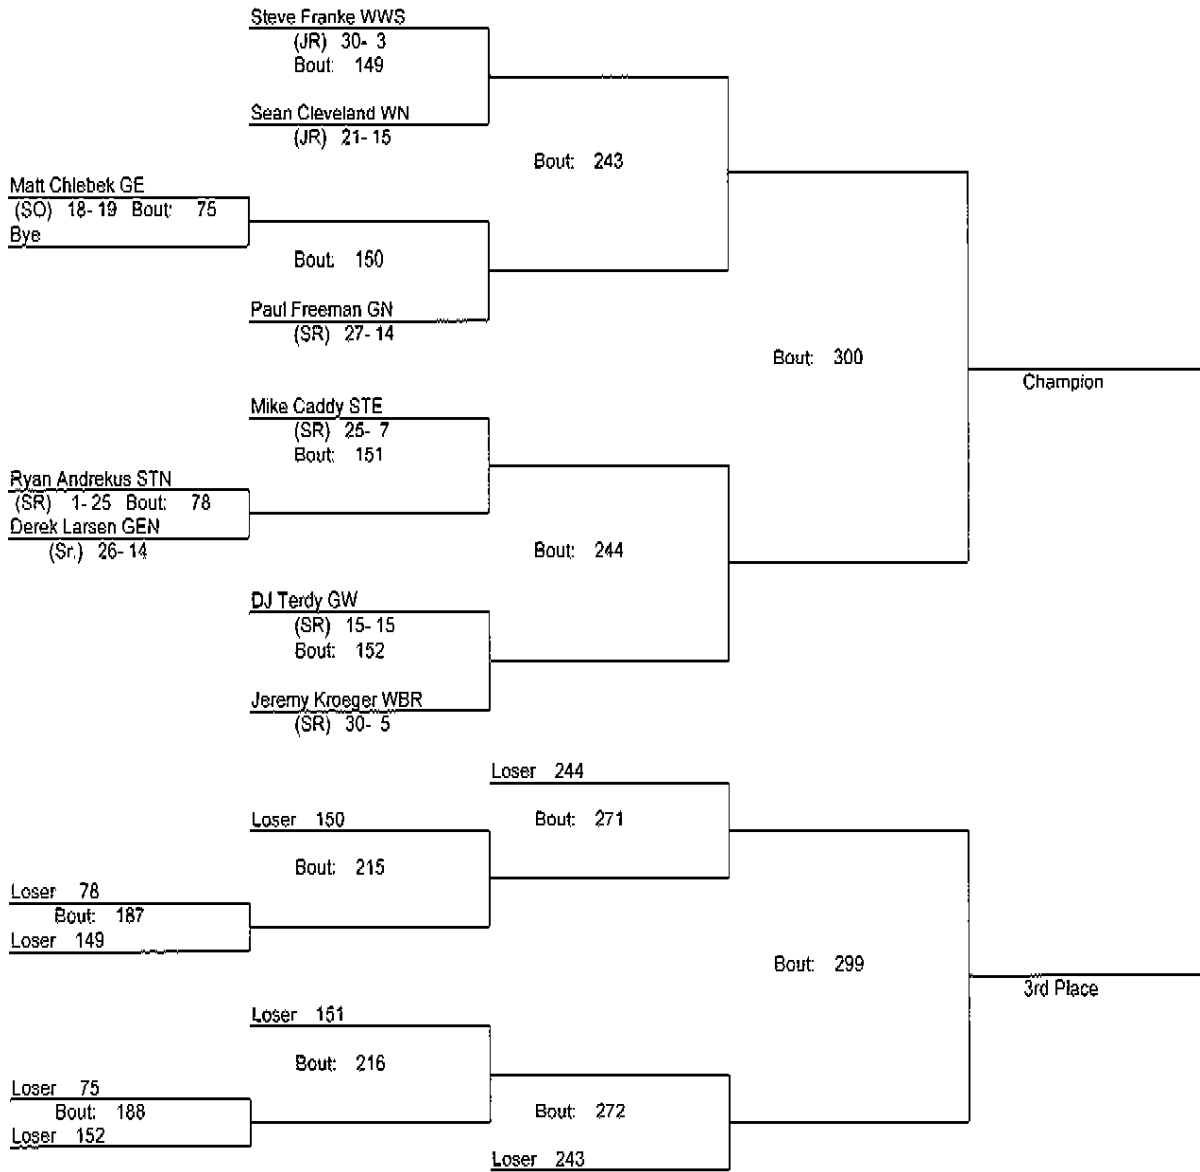 Steve Franke WWS
(JR) 30- 3
Bout: 149
Sean Cleveland WN
(JR) 21- 15
Bout: 243
Matt Chlebek GE
(SO) 18- 19 Bout: 75
Bye
Bout: 150
Paul Freeman GN
(SR) 27- 14
Bout: 300
Champion
Mike Caddy STE
(SR) 25- 7
Bout: 151
Ryan Andrekus STN
(SR) 1- 25 Bout: 78
Derek Larsen GEN
(Sr.) 26- 14
Bout: 244
DJ Terdy GW
(SR) 15- 15
Bout: 152
Jeremy Kroeger WBR
(SR) 30- 5
Loser 244
Bout: 271
Loser 150
Bout: 215
Loser 78
Bout: 187
Loser 149
Bout: 299
3rd Place
Loser 151
Bout: 216
Loser 75
Bout: 188
Loser 152
Bout: 272
Loser 243